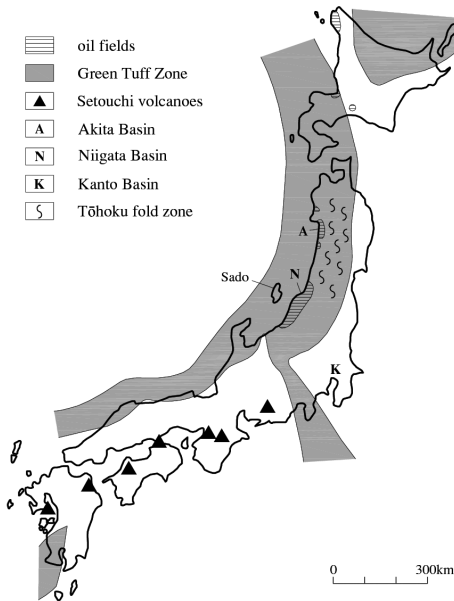 oil fields
Green Tuff Zone
Setouchi volcanoes
A Akita Basin
N Niigata Basin
K Kanto Basin
Tōhoku fold zone
A
N
Sado
K
0 300km